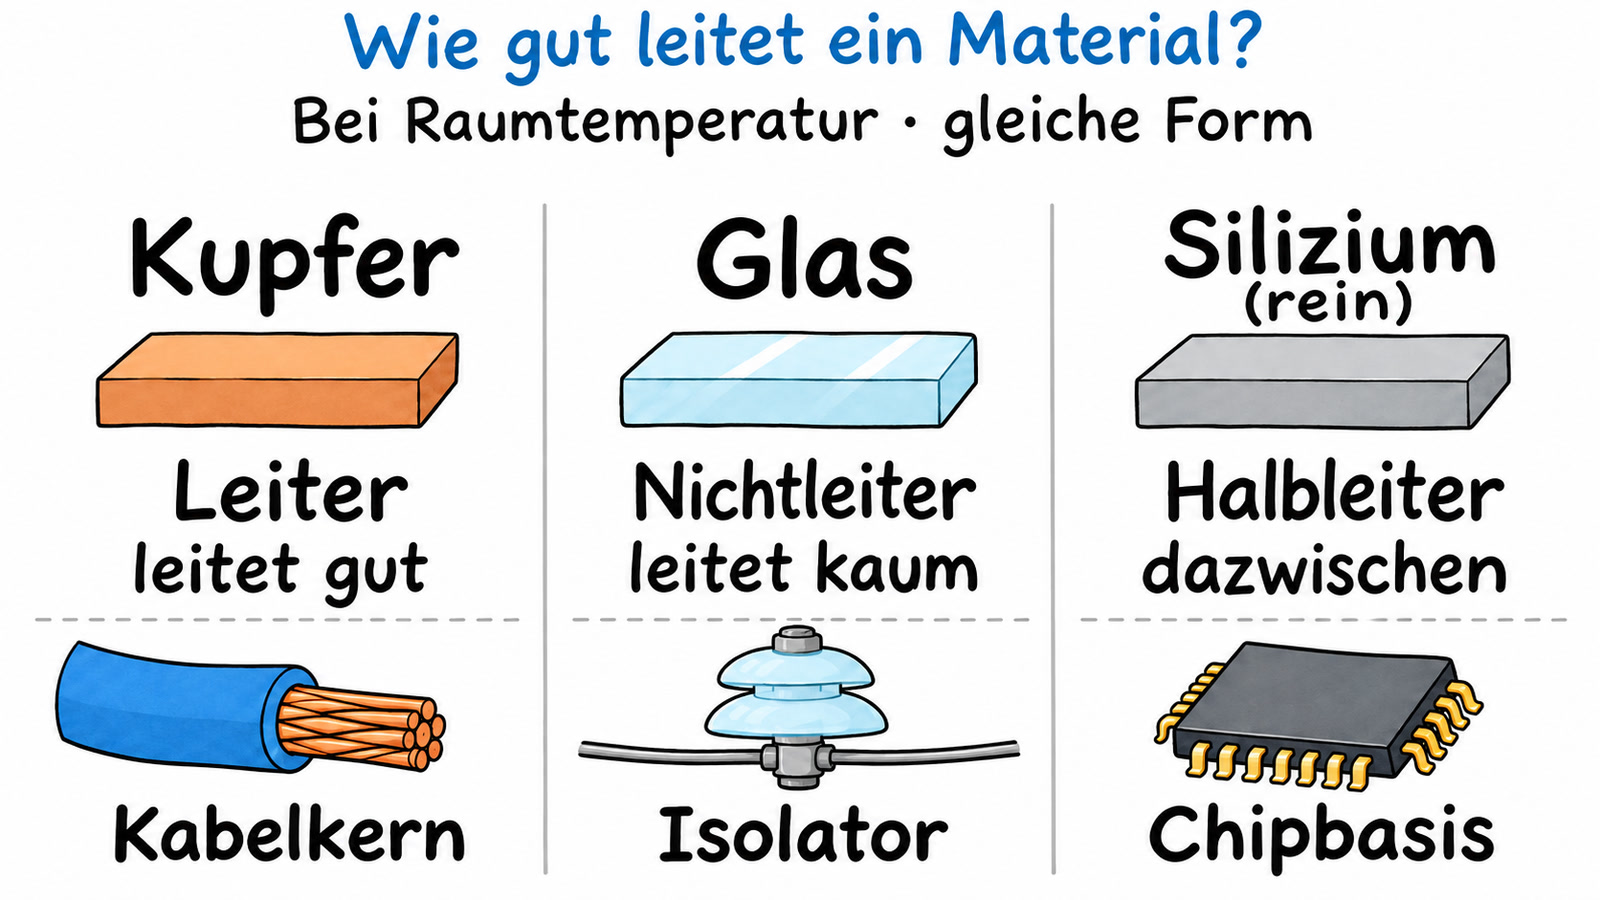 Wie gut leitet ein Material?
Bei Raumtemperatur · gleiche Form
Kupfer
Leiter
leitet gut
Kabelkern
Glas
Nichtleiter
leitet kaum
Isolator
Silizium
(rein)
Halbleiter
dazwischen
Chipbasis